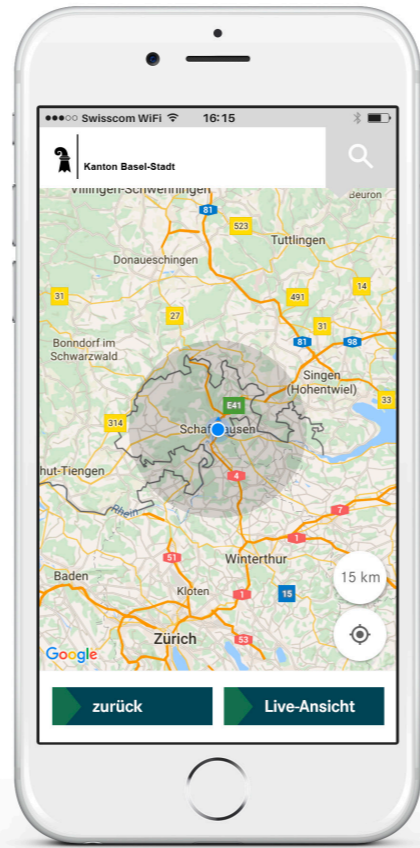 ●●●○○ Swisscom WiFi 16:15
Kanton Basel-Stadt
Villingen-Schwenningen
Beuron
81
523
Tuttlingen
Donaueschingen
14
31
491
27
31
Bonndorf im
Schwarzwald
81
98
Singen
(Hohentwiel)
E41
33
314
Schaffhausen
hut-Tiengen
4
Rhein
7
1
51
Winterthur
Baden
15 km
Kloten
1
15
Zürich
53
Google
zurück
Live-Ansicht